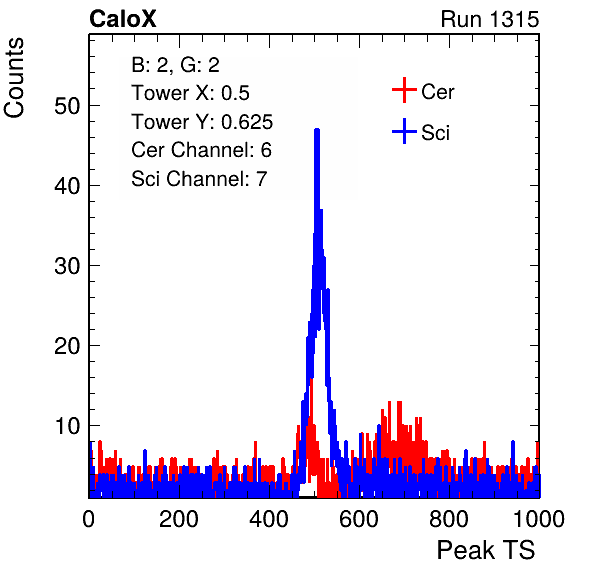 CaloX Run 1315
Counts
B: 2, G: 2
Tower X: 0.5
Tower Y: 0.625
Cer Channel: 6
Sci Channel: 7
Cer
Sci
50
40
30
20
10
0 200 400 600 800 1000
Peak TS